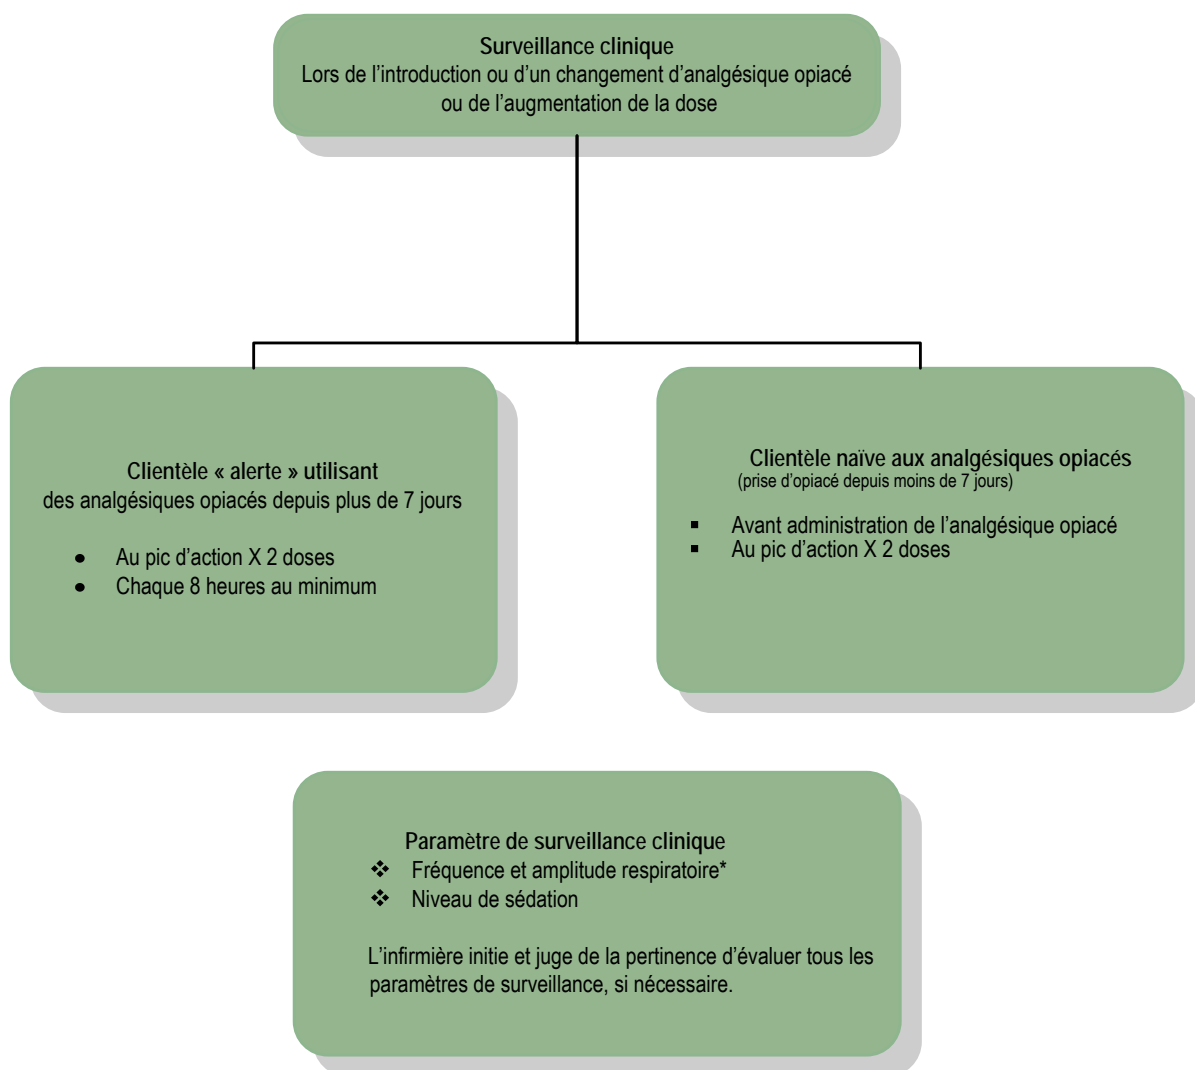 Surveillance clinique
Lors de l'introduction ou d'un changement d'analgésique opiacé
ou de l'augmentation de la dose
Clientèle « alerte » utilisant
des analgésiques opiacés depuis plus de 7 jours
● Au pic d'action X 2 doses
● Chaque 8 heures au minimum
Clientèle naïve aux analgésiques opiacés
(prise d'opiacé depuis moins de 7 jours)
▪ Avant administration de l'analgésique opiacé
▪ Au pic d'action X 2 doses
Paramètre de surveillance clinique
❖ Fréquence et amplitude respiratoire*
❖ Niveau de sédation
L'infirmière initie et juge de la pertinence d'évaluer tous les
paramètres de surveillance, si nécessaire.